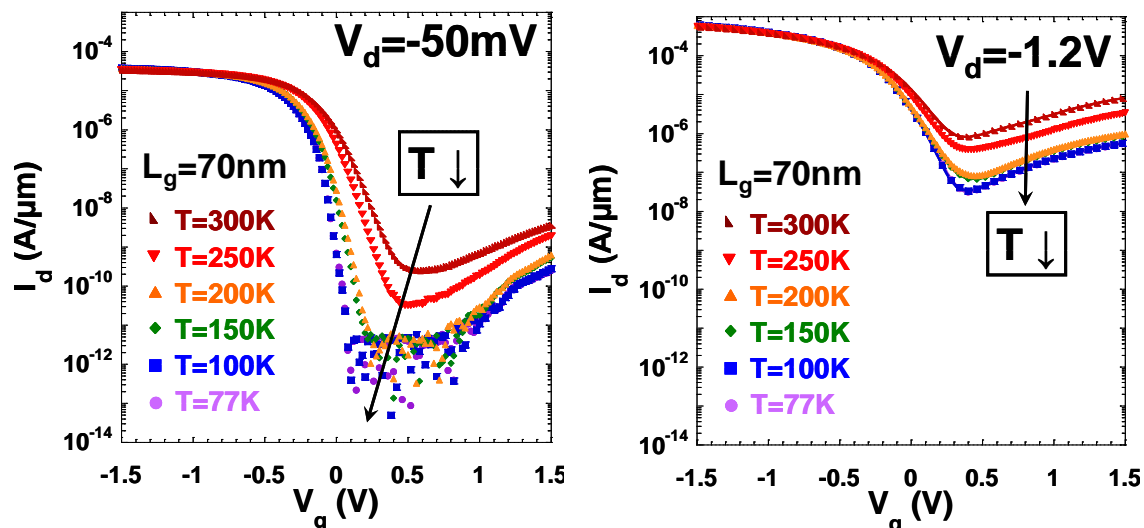 V_d=-50mV
10^-4
10^-6
10^-8
10^-10
10^-12
10^-14
I_d (A/µm)
L_g=70nm
T=300K
T=250K
T=200K
T=150K
T=100K
T=77K
T ↓
-1.5 -1 -0.5 0 0.5 1 1.5
V_g (V)
V_d=-1.2V
10^-4
10^-6
10^-8
10^-10
10^-12
10^-14
I_d (A/µm)
L_g=70nm
T=300K
T=250K
T=200K
T=150K
T=100K
T=77K
T ↓
-1.5 -1 -0.5 0 0.5 1 1.5
V_g (V)